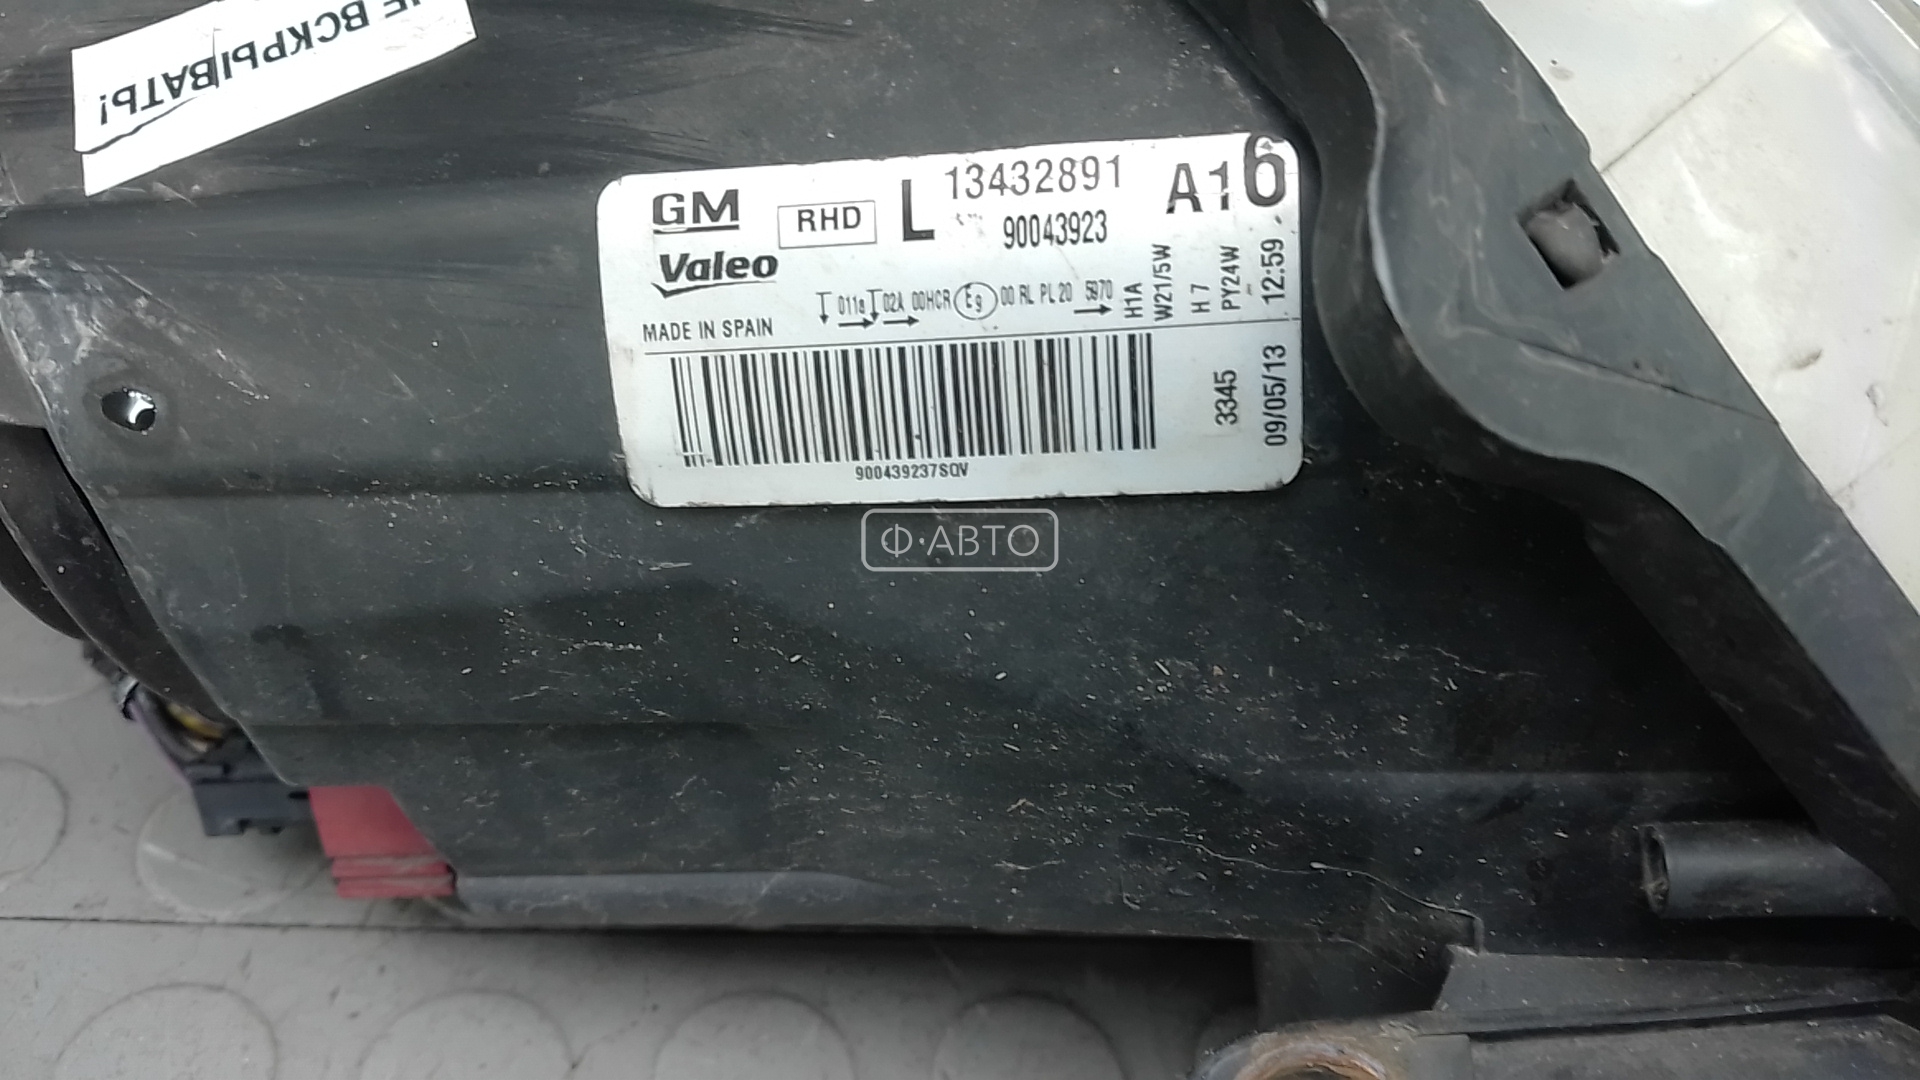 НЕ ВСКРЫВАТЬ!
GM
RHD
L
13432891
A16
90043923
Valeo
011a 02A 00HCR E9 00 RL PL 20 5970
H1A
W21/5W
H 7
PY24W
12:59
MADE IN SPAIN
3345
09/05/13
900439237SQV
Ф·АВТО